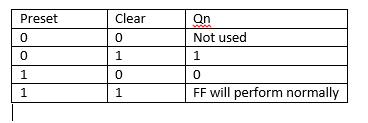 Preset Clear Qn
0 0 Not used
0 1 1
1 0 0
1 1 FF will perform normally